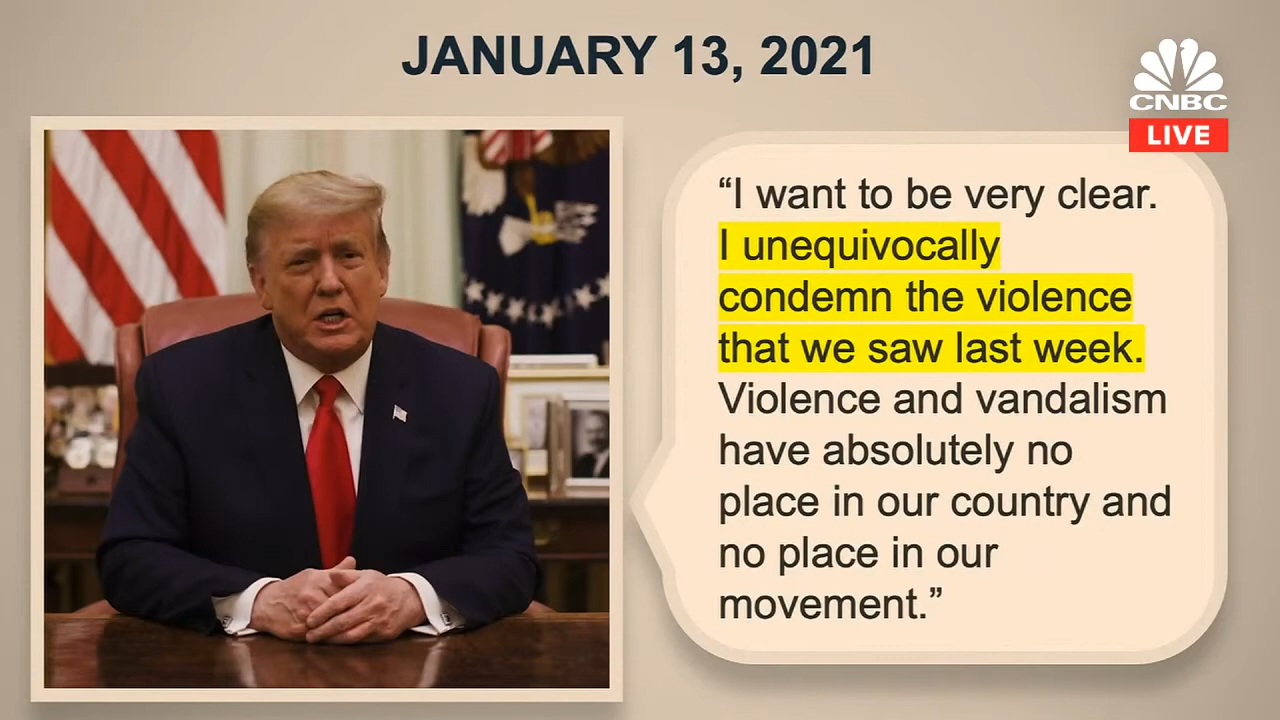 JANUARY 13, 2021
CNBC
LIVE
“I want to be very clear.
I unequivocally
condemn the violence
that we saw last week.
Violence and vandalism
have absolutely no
place in our country and
no place in our
movement.”